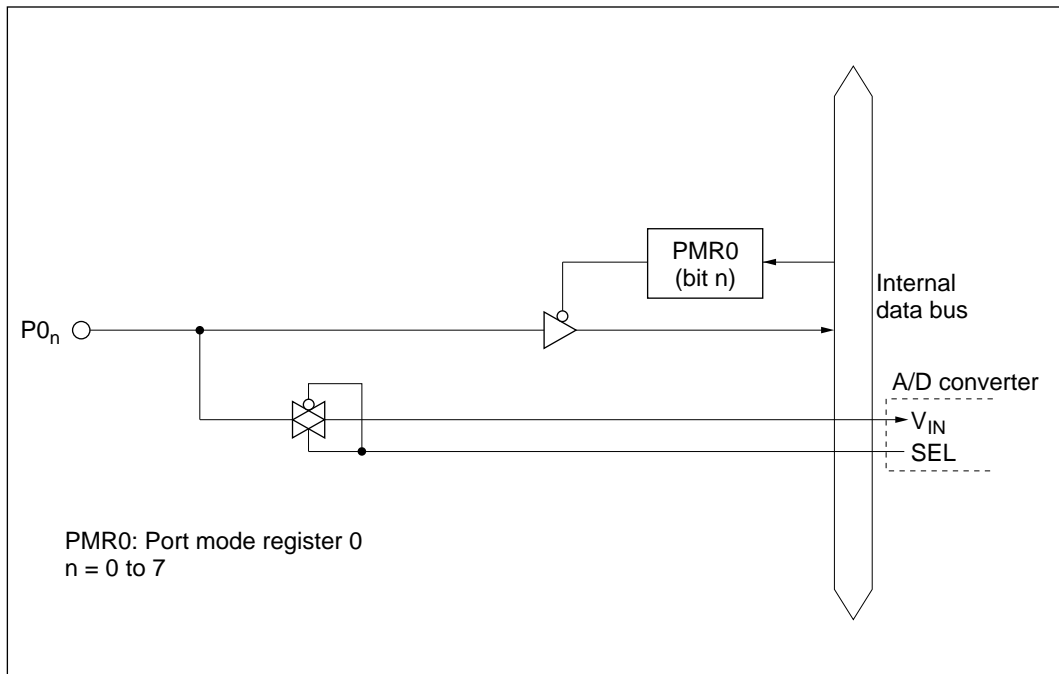 PMR0
(bit n)
Internal
data bus
P0n
A/D converter
VIN
SEL
PMR0: Port mode register 0
n = 0 to 7